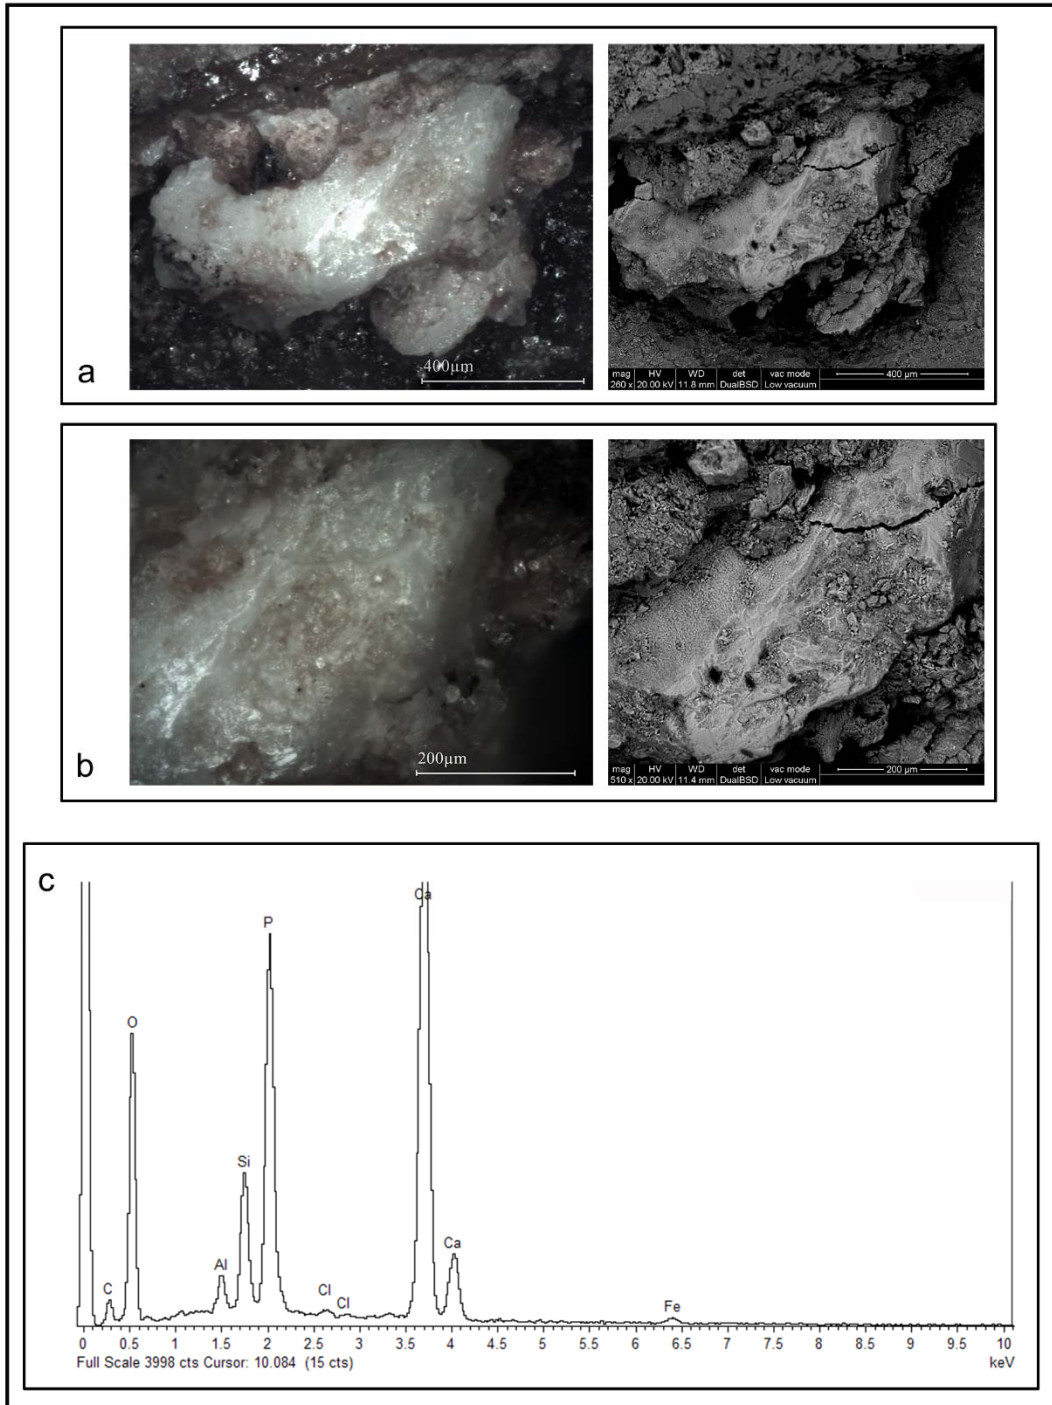 400µm
a
mag HV WD det vac mode
260 x 20.00 kV 11.8 mm DualBSD Low vacuum 400 µm
200µm
b
mag HV WD det vac mode
510 x 20.00 kV 11.4 mm DualBSD Low vacuum 200 µm
c
Ca
P
O
Si
Ca
Al
C
Cl
Cl
Fe
0 0.5 1 1.5 2 2.5 3 3.5 4 4.5 5 5.5 6 6.5 7 7.5 8 8.5 9 9.5 10
Full Scale 3998 cts Cursor: 10.084 (15 cts) keV